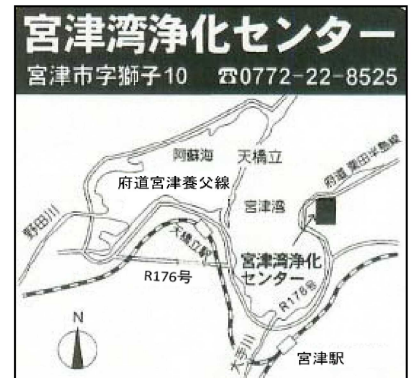 宮津湾浄化センター
宮津市字獅子10　☎0772-22-8525
阿蘇海
天橋立
府道 栗田半島線
府道宮津養父線
宮津湾
野田川
天橋立駅
宮津湾浄化
センター
R176号
R178号
大手川
N
宮津駅